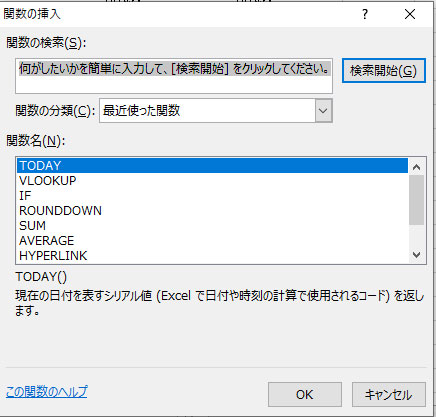 関数の挿入
?
×
関数の検索(S):
何がしたいかを簡単に入力して、[検索開始] をクリックしてください。
検索開始(G)
関数の分類(C):
最近使った関数
関数名(N):
TODAY
VLOOKUP
IF
ROUNDDOWN
SUM
AVERAGE
HYPERLINK
TODAY()
現在の日付を表すシリアル値 (Excel で日付や時刻の計算で使用されるコード) を返し
ます。
この関数のヘルプ
OK
キャンセル